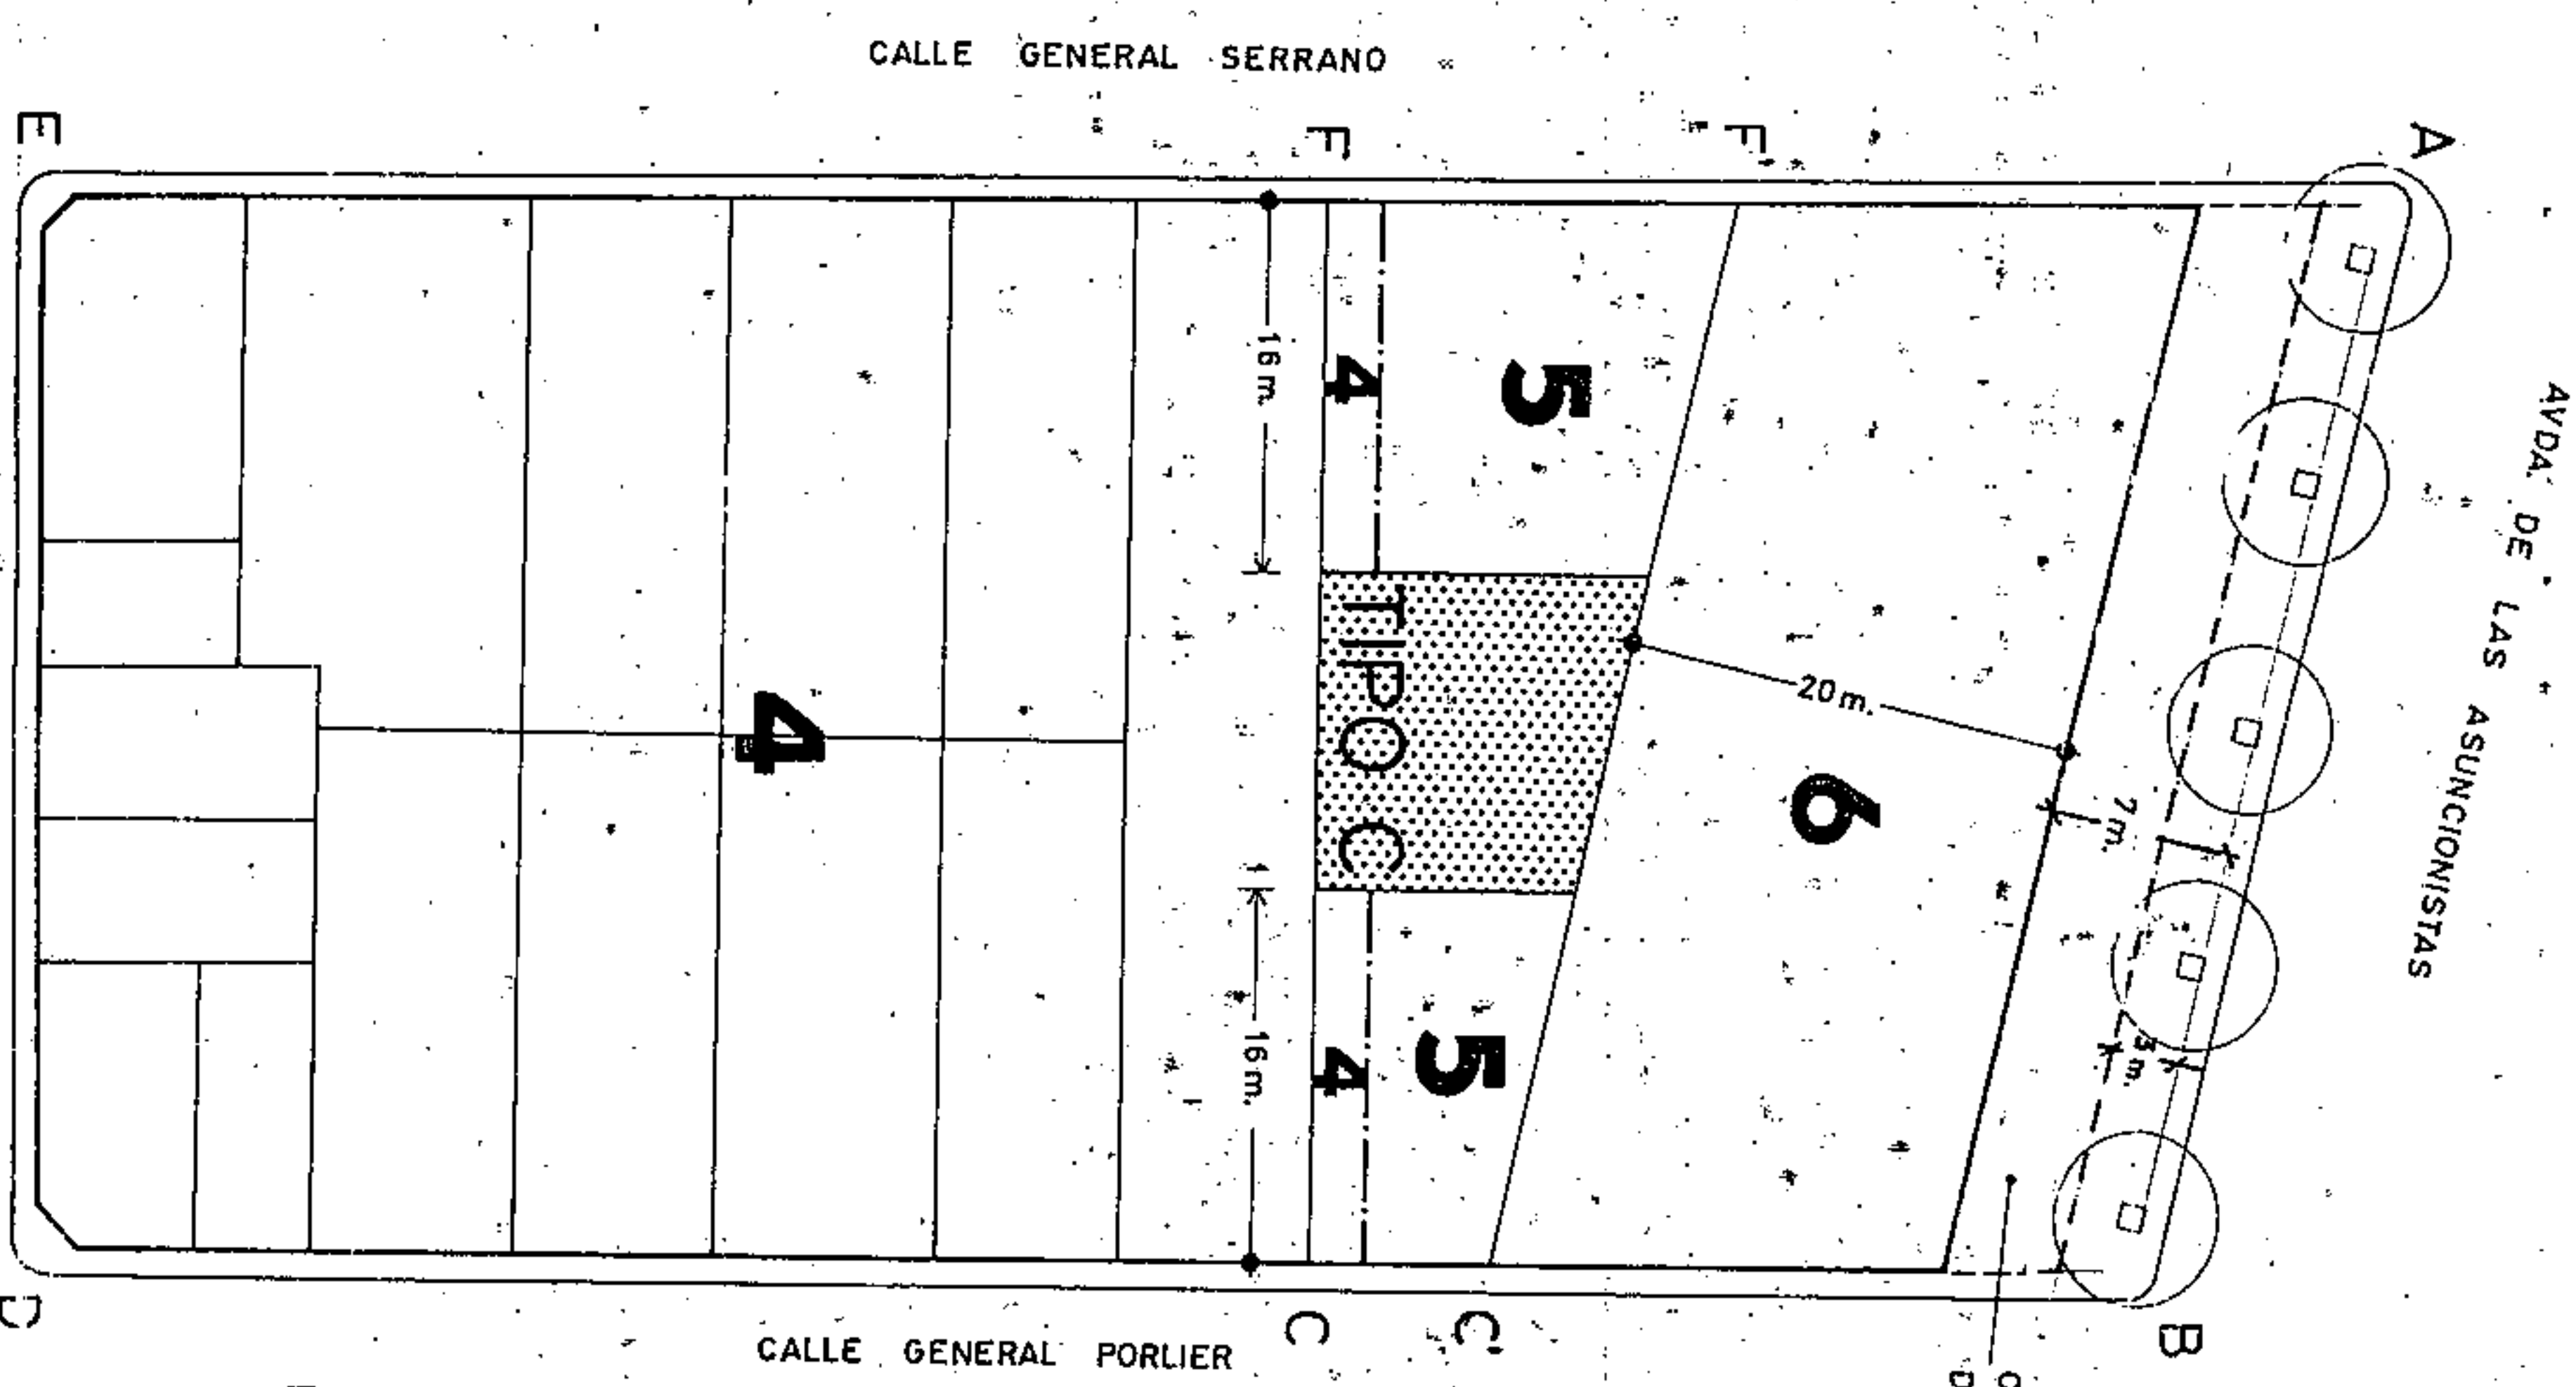 CALLE GENERAL SERRANO
E
F
F'
A
AVDA. DE LAS ASUNCIONISTAS
16 m.
4
5
TIPO C
20 m.
6
7 m.
4
3 m.
16 m.
4
5
D
C
C'
B
CALLE GENERAL PORLIER